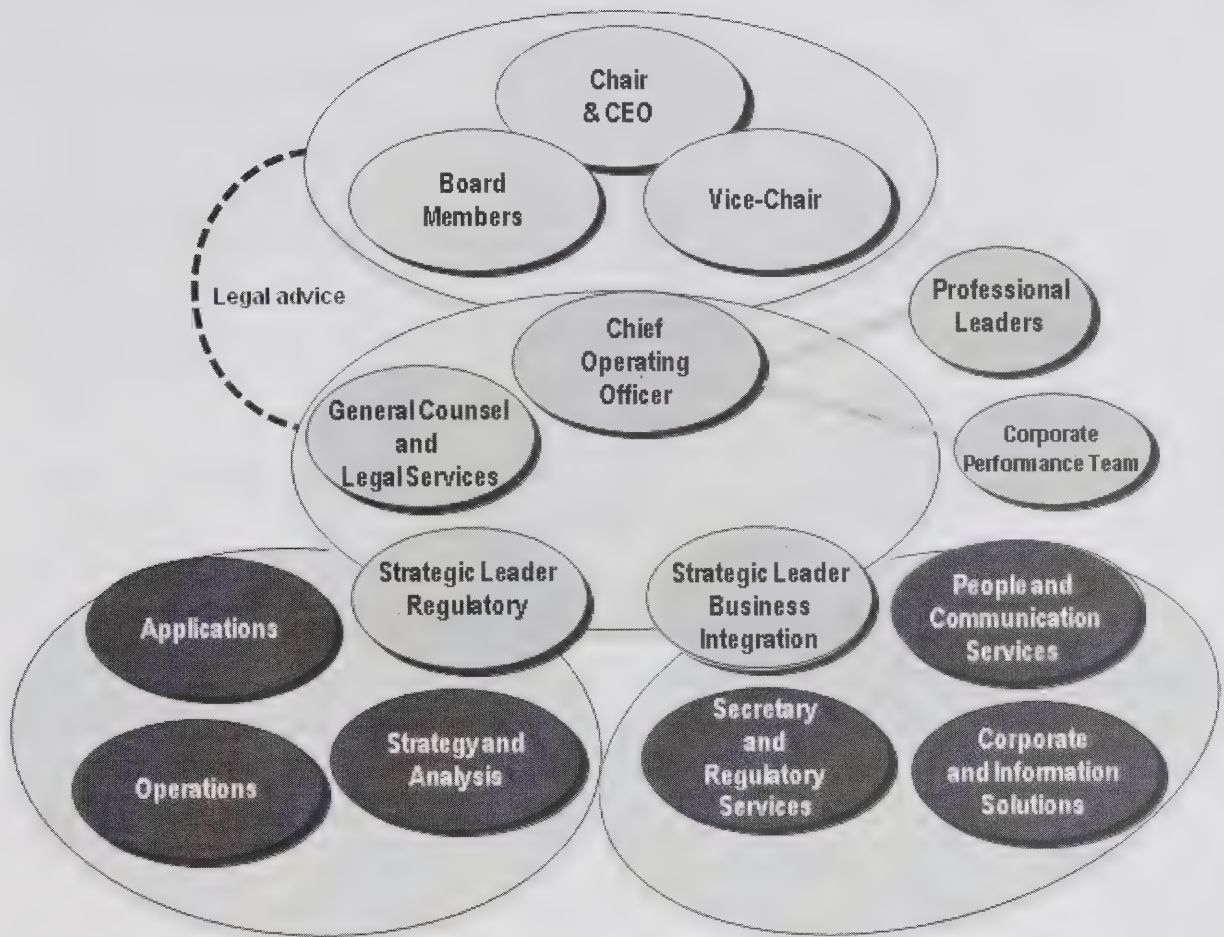 Chair
& CEO
Board
Members
Vice-Chair
Legal advice
Professional
Leaders
Chief
Operating
Officer
General Counsel
and
Legal Services
Corporate
Performance Team
Strategic Leader
Regulatory
Strategic Leader
Business
Integration
People and
Communication
Services
Applications
Operations
Strategy and
Analysis
Secretary
and
Regulatory
Services
Corporate
and Information
Solutions